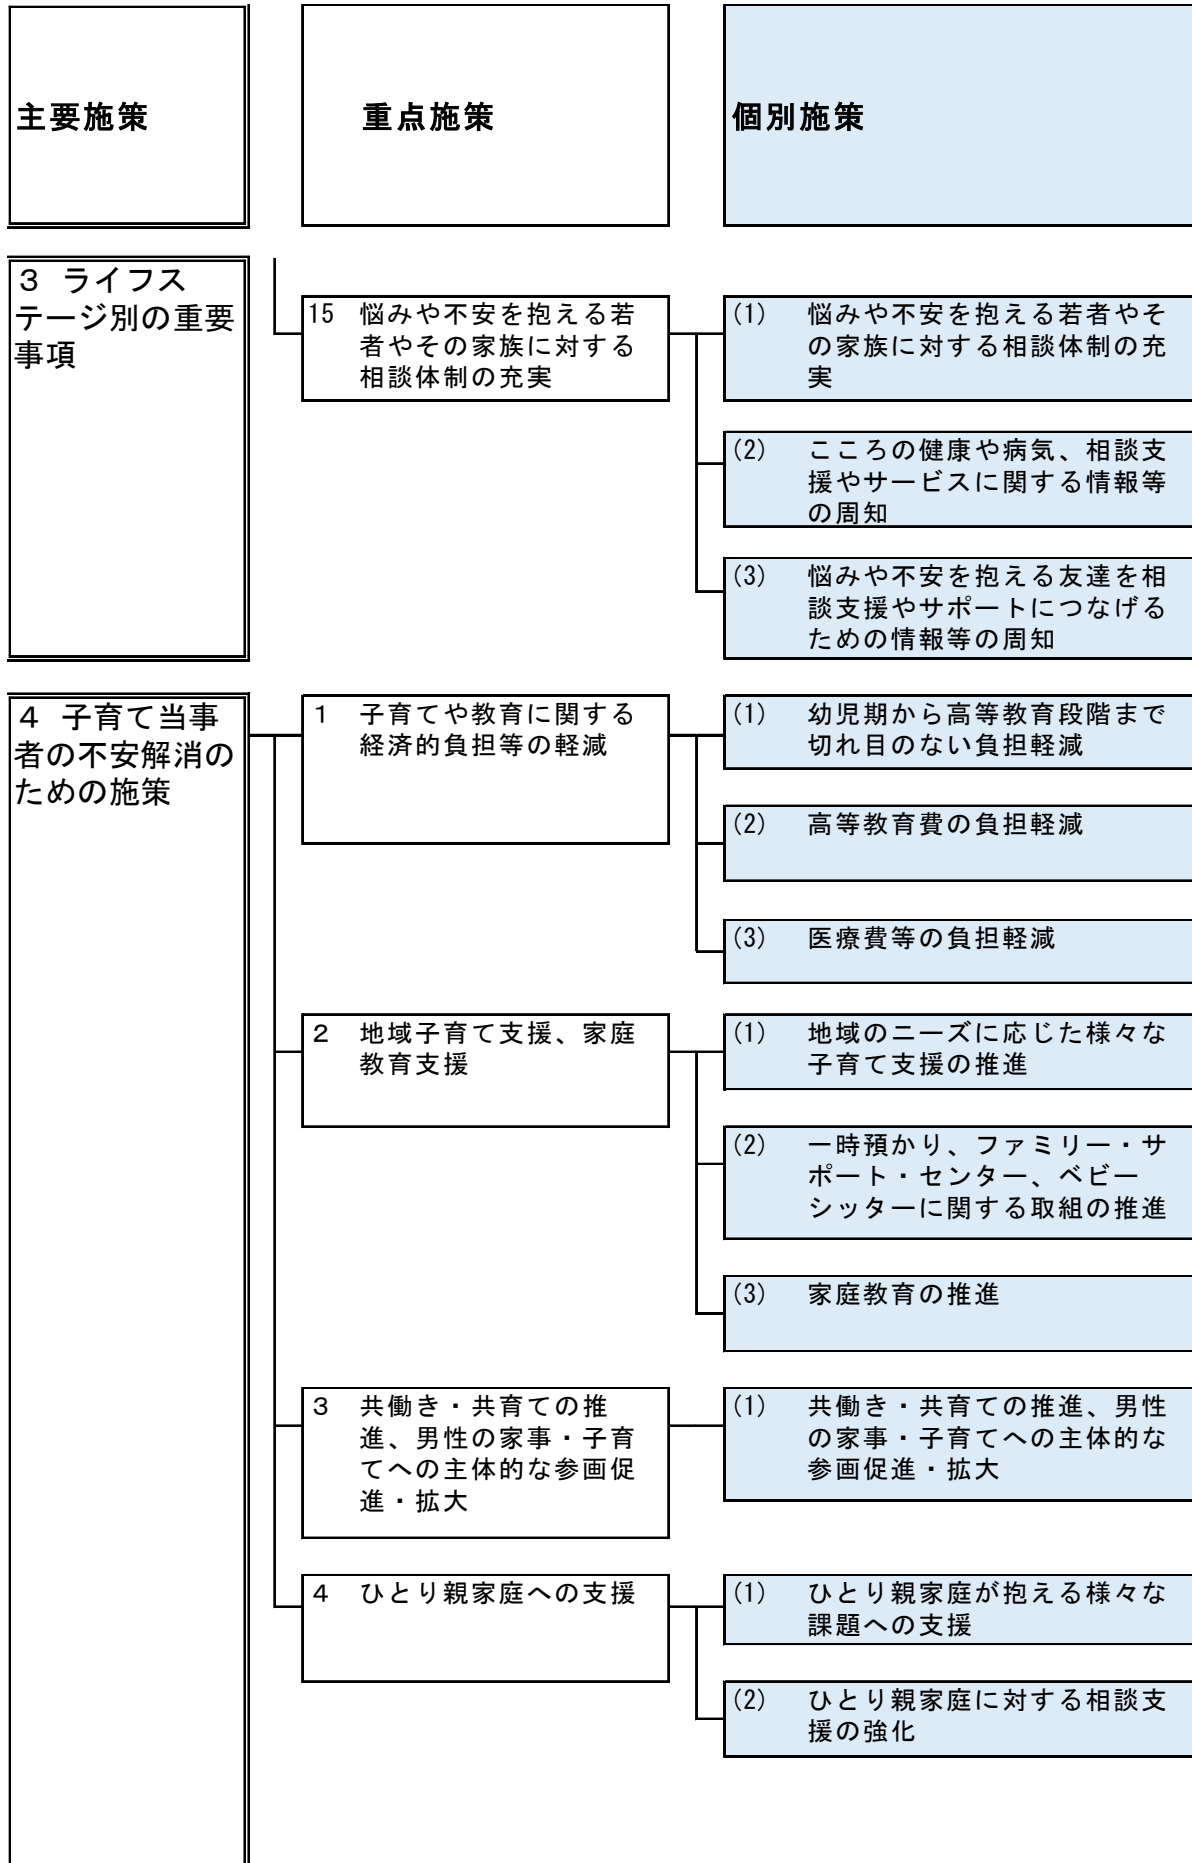 主要施策
重点施策
個別施策
3 ライフス
テージ別の重要
事項
15 悩みや不安を抱える若
者やその家族に対する
相談体制の充実
(1) 悩みや不安を抱える若者やそ
の家族に対する相談体制の充
実
(2) こころの健康や病気、相談支
援やサービスに関する情報等
の周知
(3) 悩みや不安を抱える友達を相
談支援やサポートにつなげる
ための情報等の周知
4 子育て当事
者の不安解消の
ための施策
1 子育てや教育に関する
経済的負担等の軽減
(1) 幼児期から高等教育段階まで
切れ目のない負担軽減
(2) 高等教育費の負担軽減
(3) 医療費等の負担軽減
2 地域子育て支援、家庭
教育支援
(1) 地域のニーズに応じた様々な
子育て支援の推進
(2) 一時預かり、ファミリー・サ
ポート・センター、ベビー
シッターに関する取組の推進
(3) 家庭教育の推進
3 共働き・共育ての推
進、男性の家事・子育
てへの主体的な参画促
進・拡大
(1) 共働き・共育ての推進、男性
の家事・子育てへの主体的な
参画促進・拡大
4 ひとり親家庭への支援
(1) ひとり親家庭が抱える様々な
課題への支援
(2) ひとり親家庭に対する相談支
援の強化